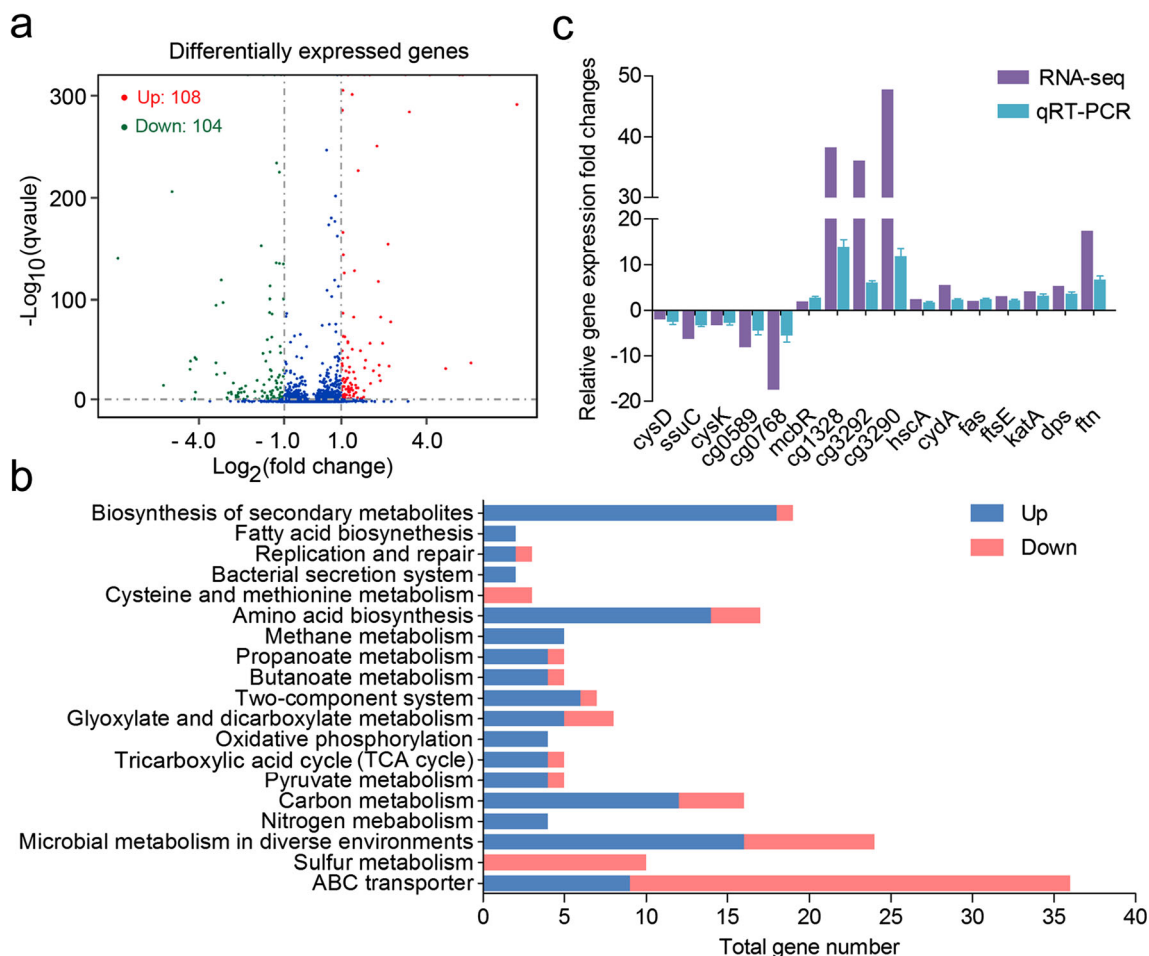 a
Differentially expressed genes
Up: 108
Down: 104
300
200
100
0
-Log10(qvaule)
- 4.0 - 1.0 1.0 4.0
Log2(fold change)
c
RNA-seq
qRT-PCR
Relative gene expression fold changes
50
40
30
20
10
0
-10
-20
cysD ssuC cysK cg0589 cg0768 mcbR cg1328 cg3292 cg3290 hscA cydA fas ftsE katA dps ftn
b
Up
Down
Biosynthesis of secondary metabolites
Fatty acid biosynethesis
Replication and repair
Bacterial secretion system
Cysteine and methionine metabolism
Amino acid biosynthesis
Methane metabolism
Propanoate metabolism
Butanoate metabolism
Two-component system
Glyoxylate and dicarboxylate metabolism
Oxidative phosphorylation
Tricarboxylic acid cycle (TCA cycle)
Pyruvate metabolism
Carbon metabolism
Nitrogen mebabolism
Microbial metabolism in diverse environments
Sulfur metabolism
ABC transporter
0 5 10 15 20 25 30 35 40
Total gene number